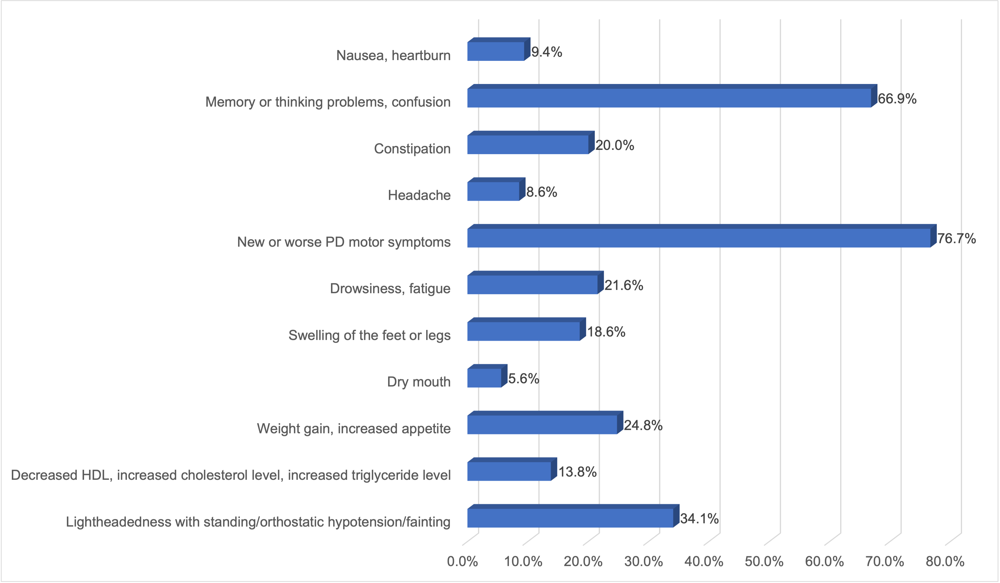 Nausea, heartburn 9.4%
Memory or thinking problems, confusion 66.9%
Constipation 20.0%
Headache 8.6%
New or worse PD motor symptoms 76.7%
Drowsiness, fatigue 21.6%
Swelling of the feet or legs 18.6%
Dry mouth 5.6%
Weight gain, increased appetite 24.8%
Decreased HDL, increased cholesterol level, increased triglyceride level 13.8%
Lightheadedness with standing/orthostatic hypotension/fainting 34.1%
0.0% 10.0% 20.0% 30.0% 40.0% 50.0% 60.0% 70.0% 80.0%